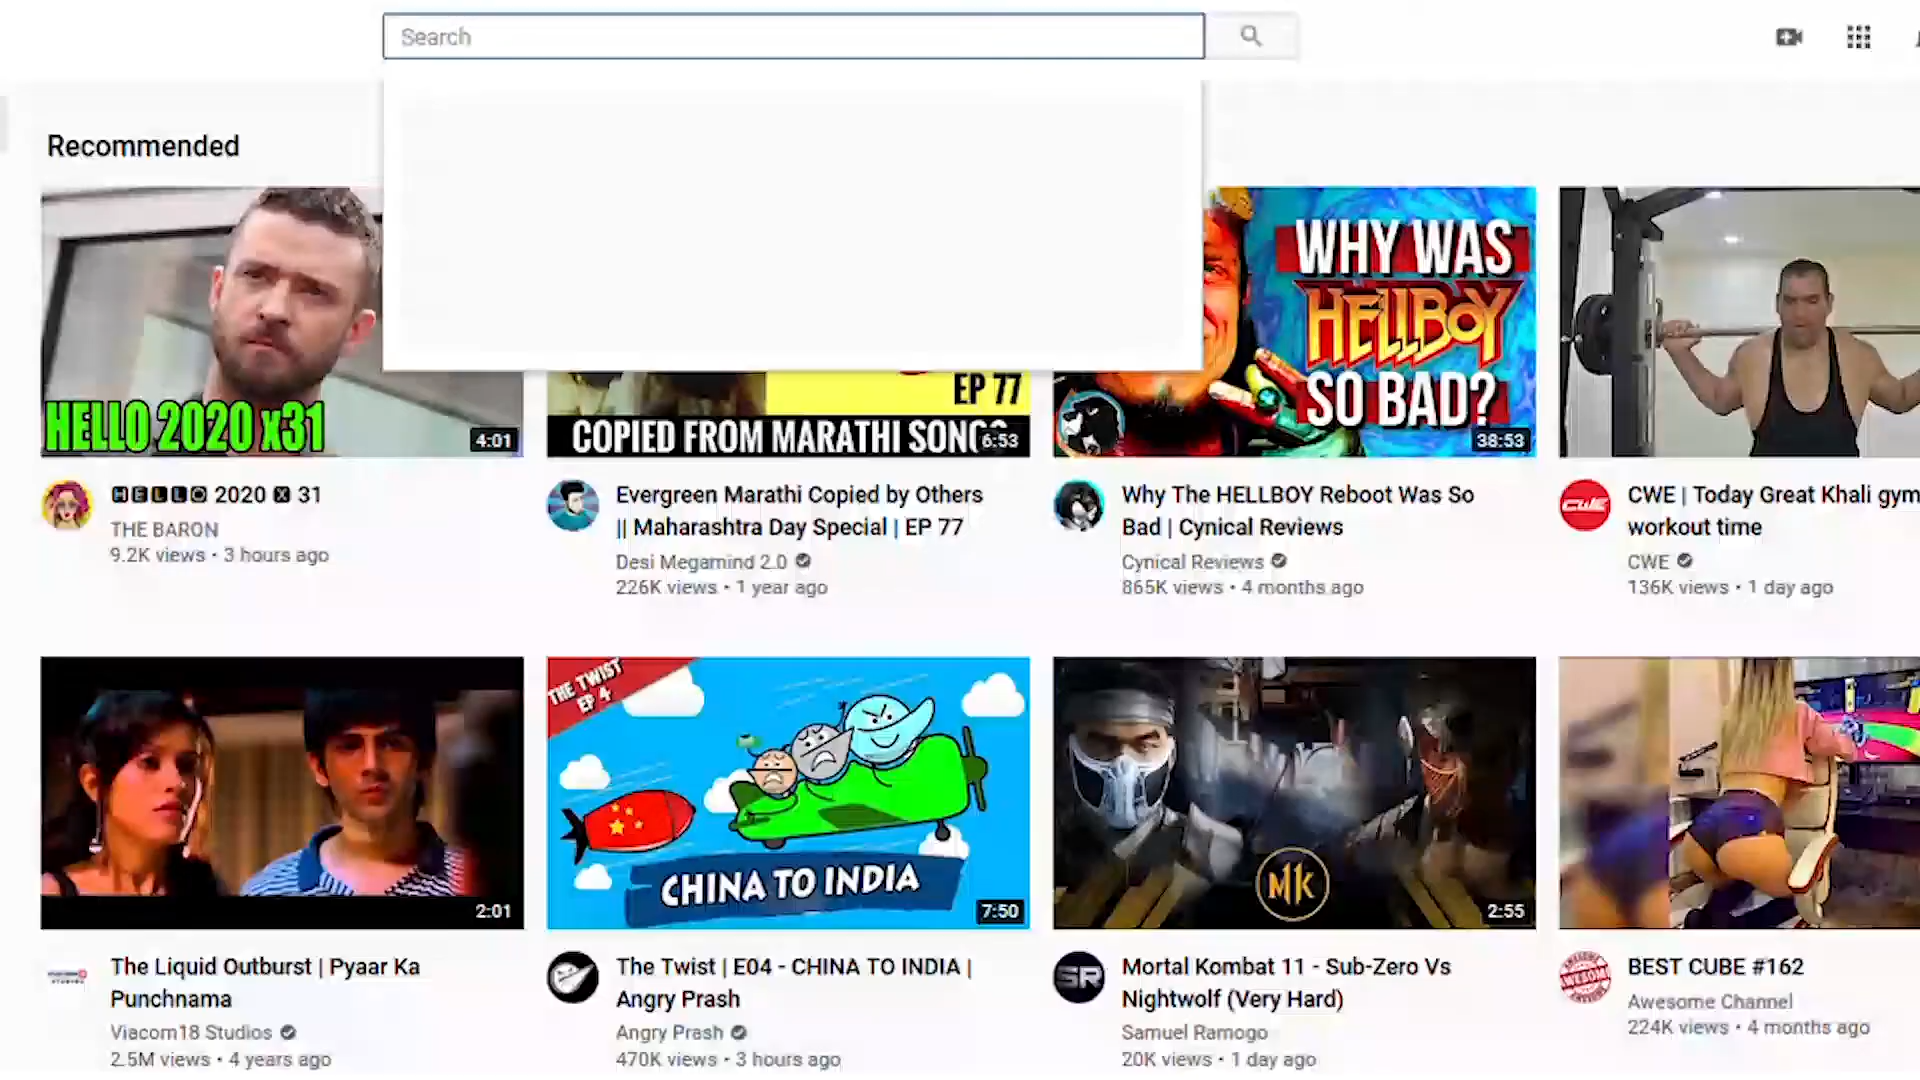 Search
Recommended
HELLO 2020 x31
4:01
EP 77
COPIED FROM MARATHI SONG
6:53
WHY WAS
HELLBOY
SO BAD?
38:53
🅷🅴🅻🅻🅾 2020 🆇 31
THE BARON
9.2K views • 3 hours ago
Evergreen Marathi Copied by Others
|| Maharashtra Day Special | EP 77
Desi Megamind 2.0
226K views • 1 year ago
Why The HELLBOY Reboot Was So
Bad | Cynical Reviews
Cynical Reviews
865K views • 4 months ago
CWE
CWE | Today Great Khali gym
workout time
CWE
136K views • 1 day ago
2:01
THE TWIST
EP 4
CHINA TO INDIA
7:50
MK
2:55
The Liquid Outburst | Pyaar Ka
Punchnama
Viacom18 Studios
2.5M views • 4 years ago
The Twist | E04 - CHINA TO INDIA |
Angry Prash
Angry Prash
470K views • 3 hours ago
SR
Mortal Kombat 11 - Sub-Zero Vs
Nightwolf (Very Hard)
Samuel Ramogo
20K views • 1 day ago
AWESOME
BEST CUBE #162
Awesome Channel
224K views • 4 months ago